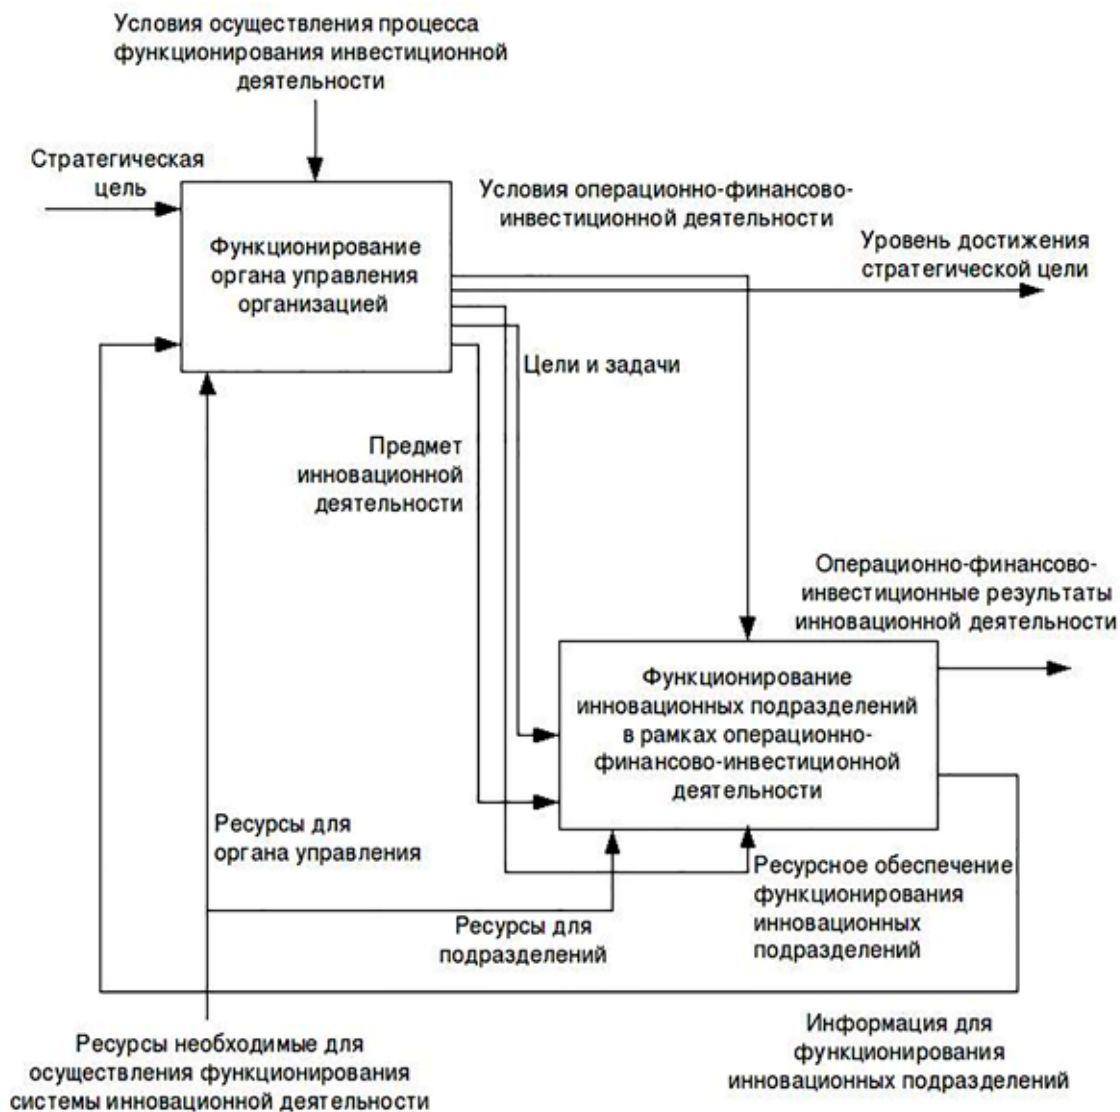 Условия осуществления процесса
функционирования инвестиционной
деятельности
Стратегическая
цель
Функционирование
органа управления
организацией
Условия операционно-финансово-
инвестиционной деятельности
Уровень достижения
стратегической цели
Цели и задачи
Предмет
инновационной
деятельности
Операционно-финансово-
инвестиционные результаты
инновационной деятельности
Функционирование
инновационных подразделений
в рамках операционно-
финансово-инвестиционной
деятельности
Ресурсы для
органа управления
Ресурсы для
подразделений
Ресурсное обеспечение
функционирования
инновационных
подразделений
Ресурсы необходимые для
осуществления функционирования
системы инновационной деятельности
Информация для
функционирования
инновационных подразделений